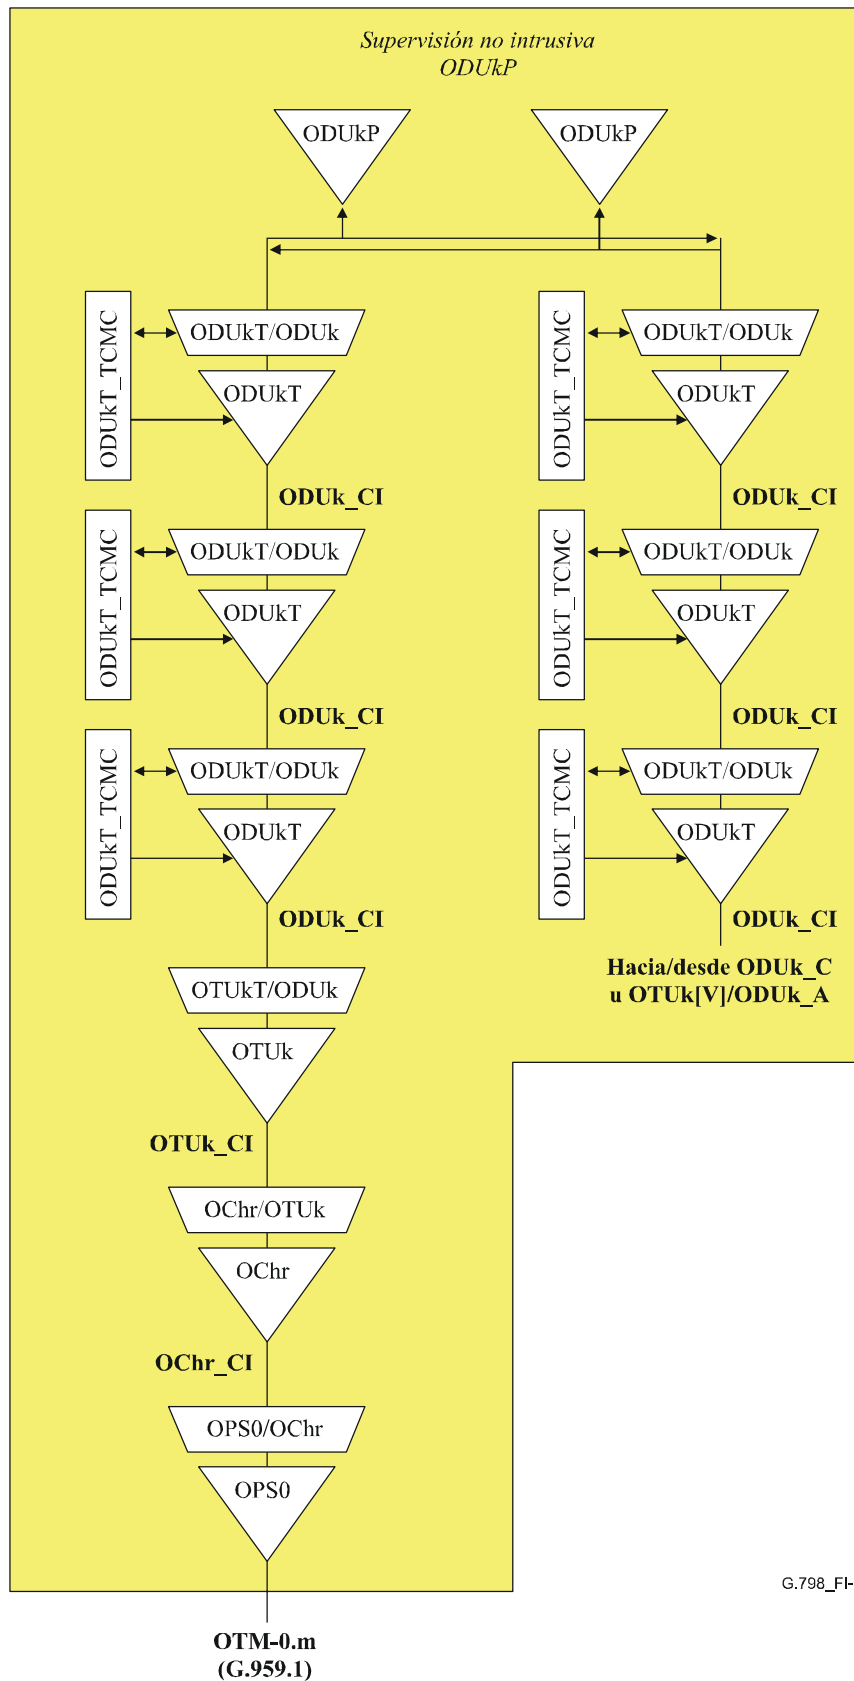 Supervisión no intrusiva
ODUkP
ODUkP
ODUkP
ODUkT_TCMC
ODUkT/ODUk
ODUkT
ODUk_CI
ODUkT_TCMC
ODUkT/ODUk
ODUkT
ODUk_CI
ODUkT_TCMC
ODUkT/ODUk
ODUkT
ODUk_CI
OTUkT/ODUk
OTUk
OTUk_CI
OChr/OTUk
OChr
OChr_CI
OPS0/OChr
OPS0
OTM-0.m
(G.959.1)
ODUkT_TCMC
ODUkT/ODUk
ODUkT
ODUk_CI
ODUkT_TCMC
ODUkT/ODUk
ODUkT
ODUk_CI
ODUkT_TCMC
ODUkT/ODUk
ODUkT
ODUk_CI
Hacia/desde ODUk_C
u OTUk[V]/ODUk_A
G.798_FI-